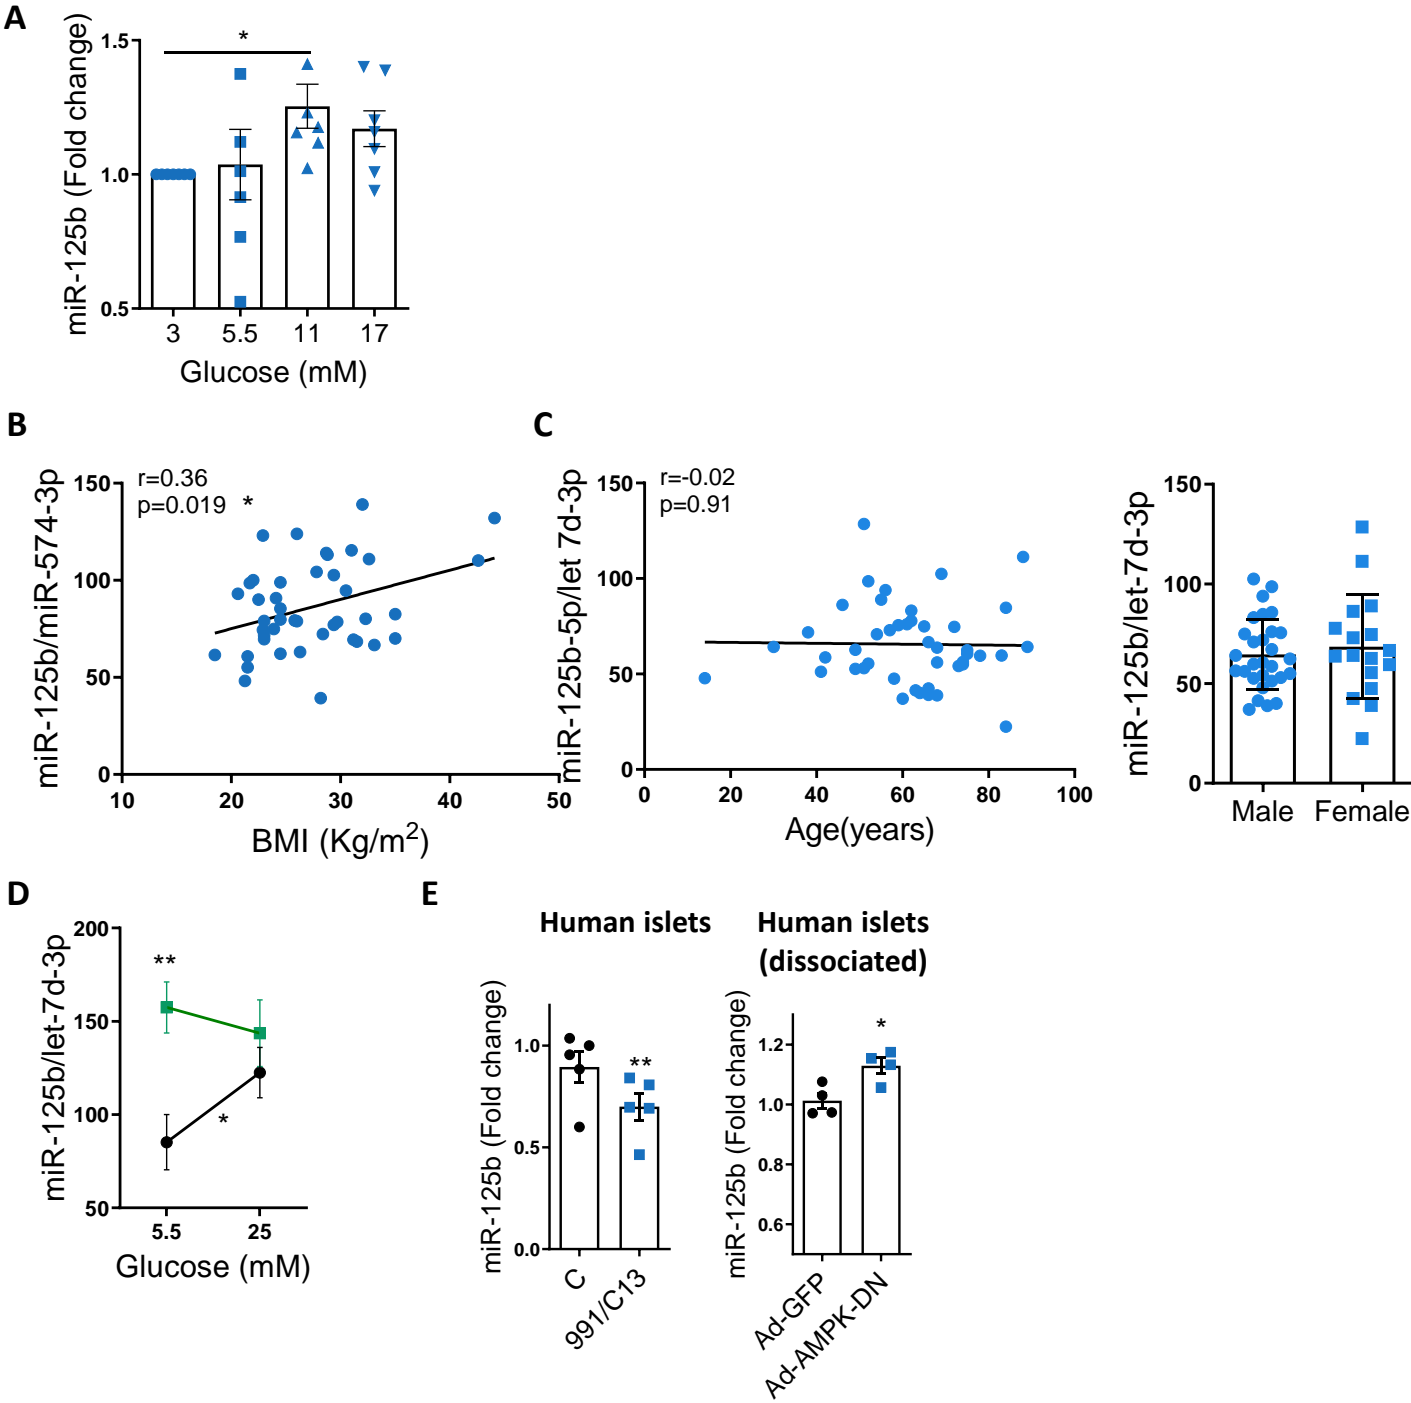 A
miR-125b (Fold change)
1.5
1.0
0.5
*
3 5.5 11 17
Glucose (mM)
B
miR-125b/miR-574-3p
150
100
50
0
r=0.36
p=0.019 *
10 20 30 40 50
BMI (Kg/m2)
C
miR-125b-5p/let 7d-3p
150
100
50
0
r=-0.02
p=0.91
0 20 40 60 80 100
Age(years)
miR-125b/let-7d-3p
150
100
50
0
Male Female
D
miR-125b/let-7d-3p
200
150
100
50
**
*
5.5 25
Glucose (mM)
E
Human islets
miR-125b (Fold change)
1.0
0.5
0.0
**
C
991/C13
Human islets
(dissociated)
miR-125b (Fold change)
1.2
1.0
0.8
0.6
*
Ad-GFP
Ad-AMPK-DN